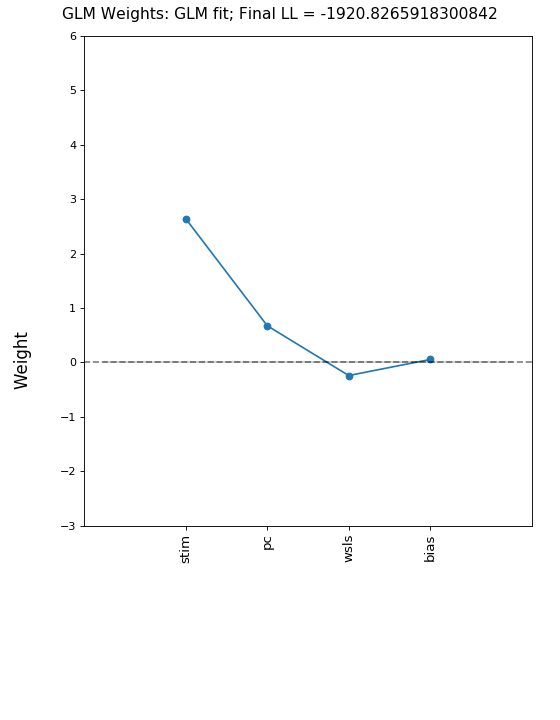 GLM Weights: GLM fit; Final LL = -1920.8265918300842
6
5
4
3
2
1
0
−1
−2
−3
Weight
stim
pc
wsls
bias